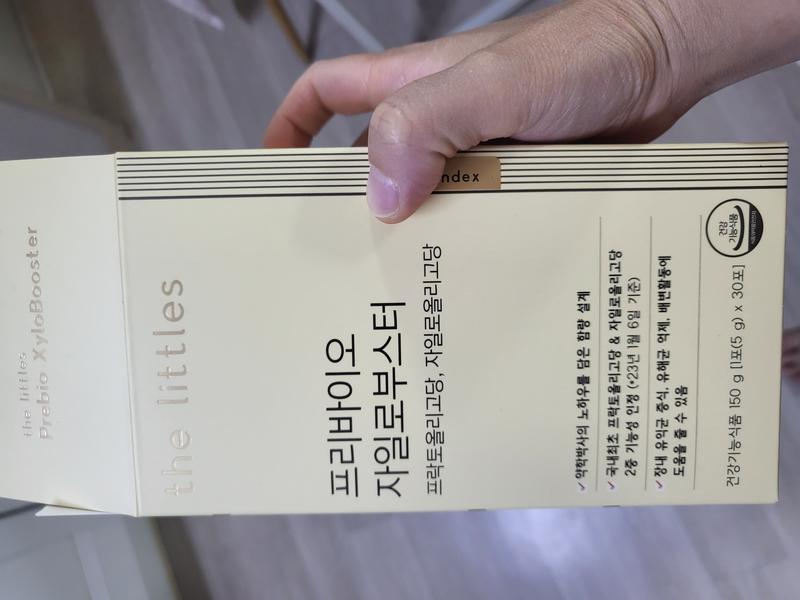 the littles
Prebio XyloBooster
ndex
the littles
프리바이오
자일로부스터
프락토올리고당, 자일로올리고당
✓ 약학박사의 노하우를 담은 함량 설계
✓ 국내최초 프락토올리고당 & 자일로올리고당
2중 기능성 인정 (*23년 1월 6일 기준)
✓ 장내 유익균 증식, 유해균 억제, 배변활동에
도움을 줄 수 있음
건강기능식품 150 g [1포(5 g) x 30포]
건강
기능식품